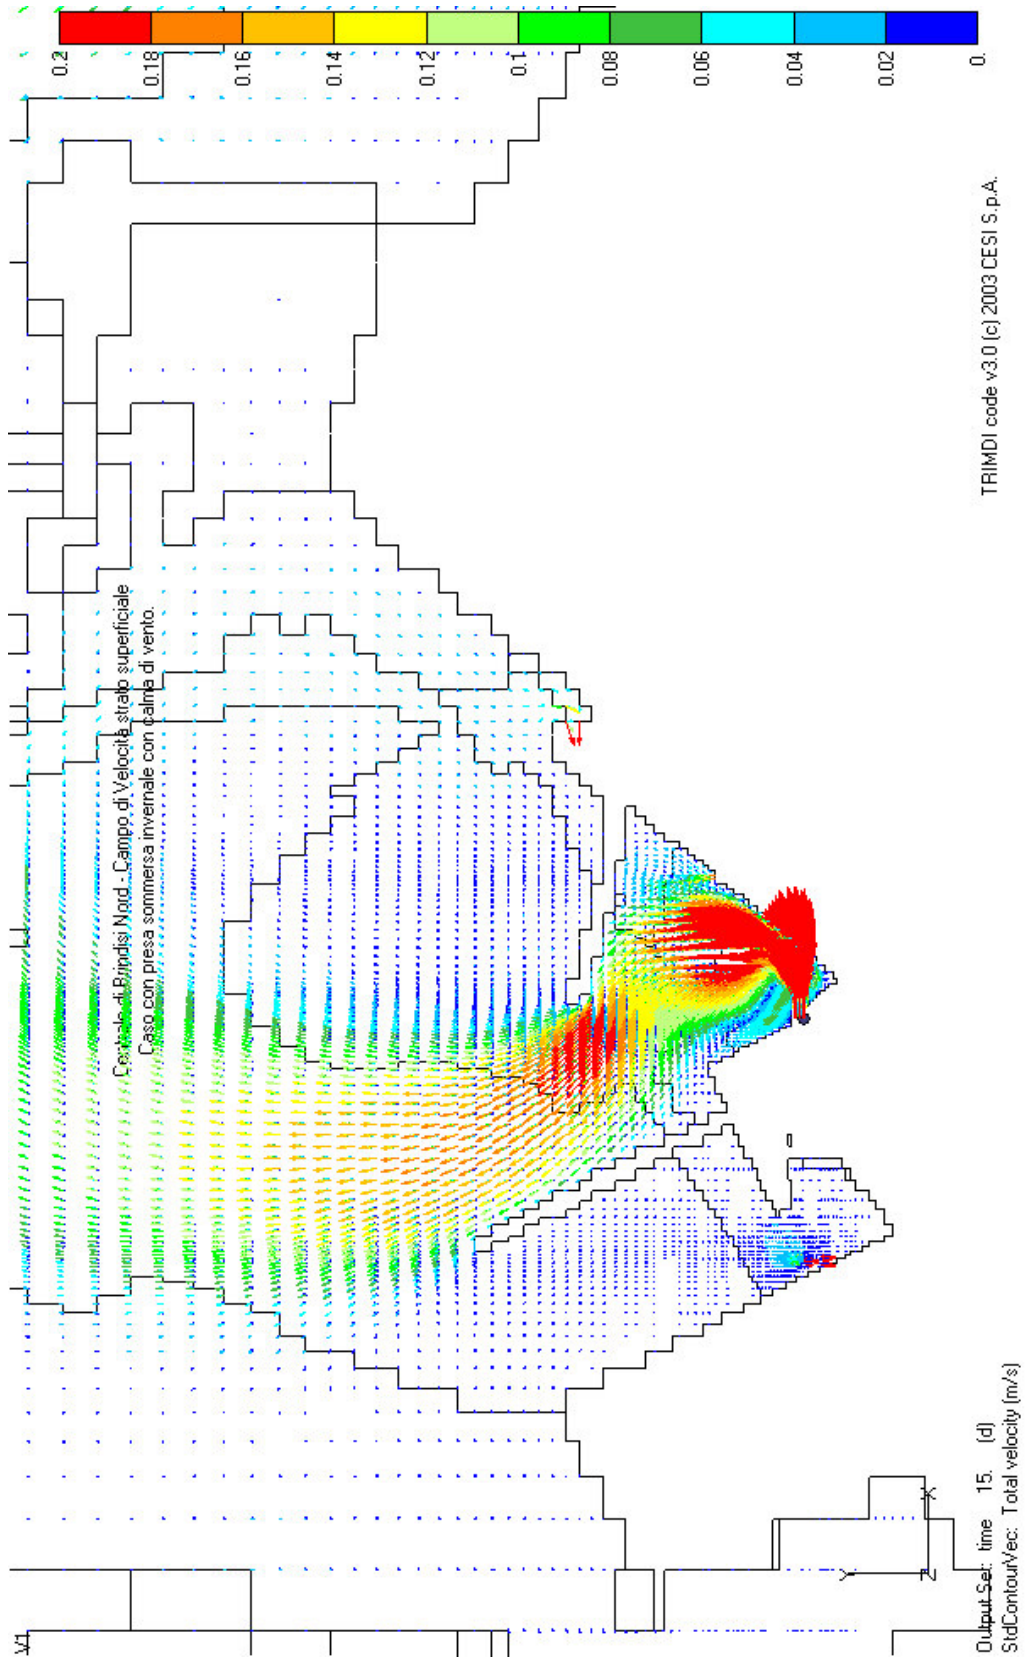 V1
Centrale di Brindisi Nord - Campo di Velocità strato superficiale
Caso con presa sommersa invernale con calma di vento.
0.2
0.18
0.16
0.14
0.12
0.1
0.08
0.06
0.04
0.02
0.
TRIMDI code v3.0 (c) 2003 CESI S.p.A.
Y
X
Z
Output Set: time 15. (d)
StdContourVec: Total velocity (m/s)